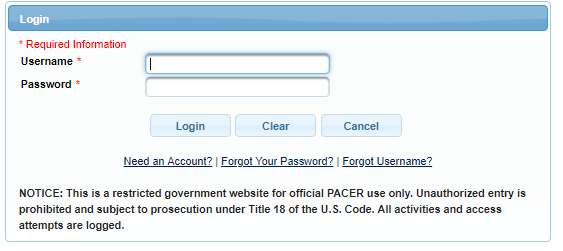 Login
* Required Information
Username *
Password *
Login Clear Cancel
Need an Account? | Forgot Your Password? | Forgot Username?
NOTICE: This is a restricted government website for official PACER use only. Unauthorized entry is
prohibited and subject to prosecution under Title 18 of the U.S. Code. All activities and access
attempts are logged.